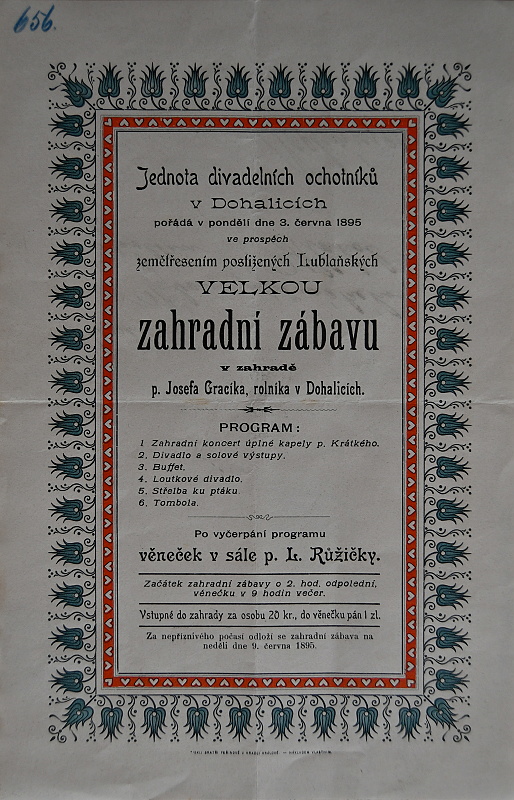 656.
Jednota divadelních ochotníků
v Dohalicích
pořádá v pondělí dne 3. června 1895
ve prospěch
zemětřesením postižených Lublaňských
VELKOU
zahradní zábavu
v zahradě
p. Josefa Gracíka, rolníka v Dohalicích.
PROGRAM:
1 Zahradní koncert úplné kapely p. Krátkého.
2, Divadlo a solové výstupy.
3. Buffet.
4. Loutkové divadlo.
5, Střelba ku ptáku.
6, Tombola.
Po vyčerpání programu
věneček v sále p. L. Růžičky.
Začátek zahradní zábavy o 2. hod. odpolední,
věnečku v 9 hodin večer.
Vstupné do zahrady za osobu 20 kr., do věnečku pán 1 zl.
Za nepříznivého počasí odloží se zahradní zábava na
neděli dne 9. června 1895.